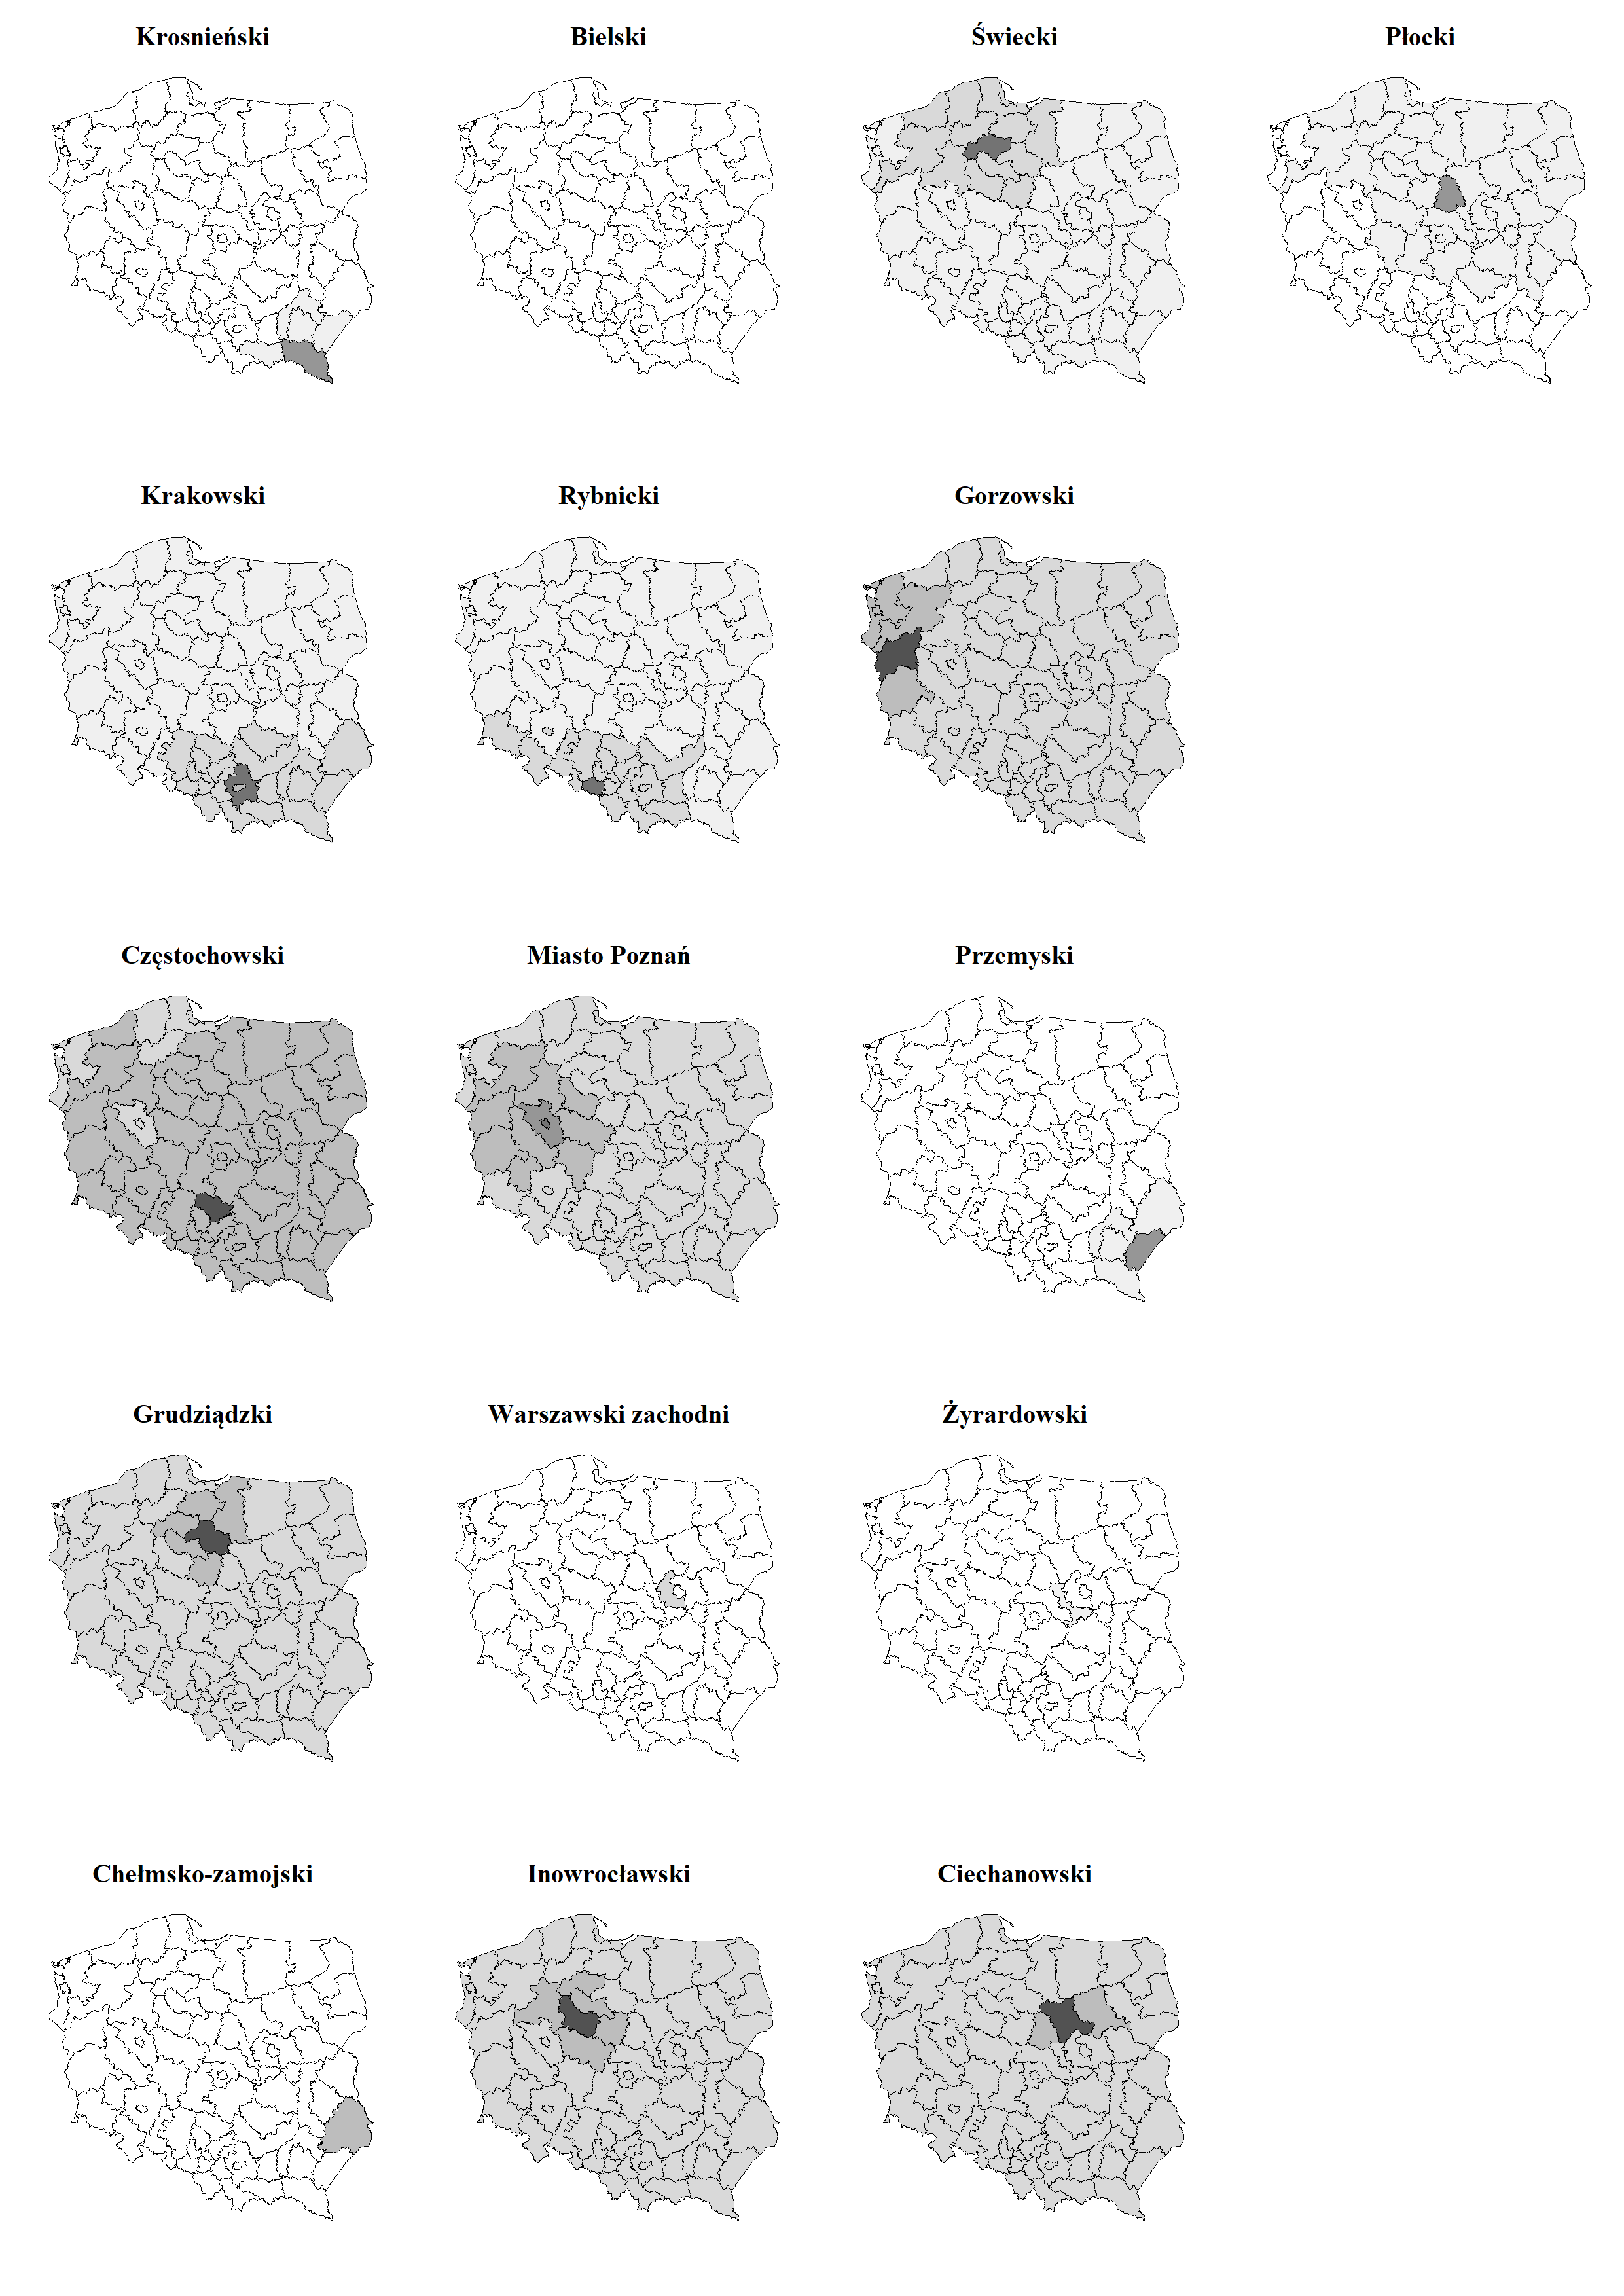 Krosnieński
Bielski
Świecki
Płocki
Krakowski
Rybnicki
Gorzowski
Częstochowski
Miasto Poznań
Przemyski
Grudziądzki
Warszawski zachodni
Żyrardowski
Chełmsko-zamojski
Inowrocławski
Ciechanowski